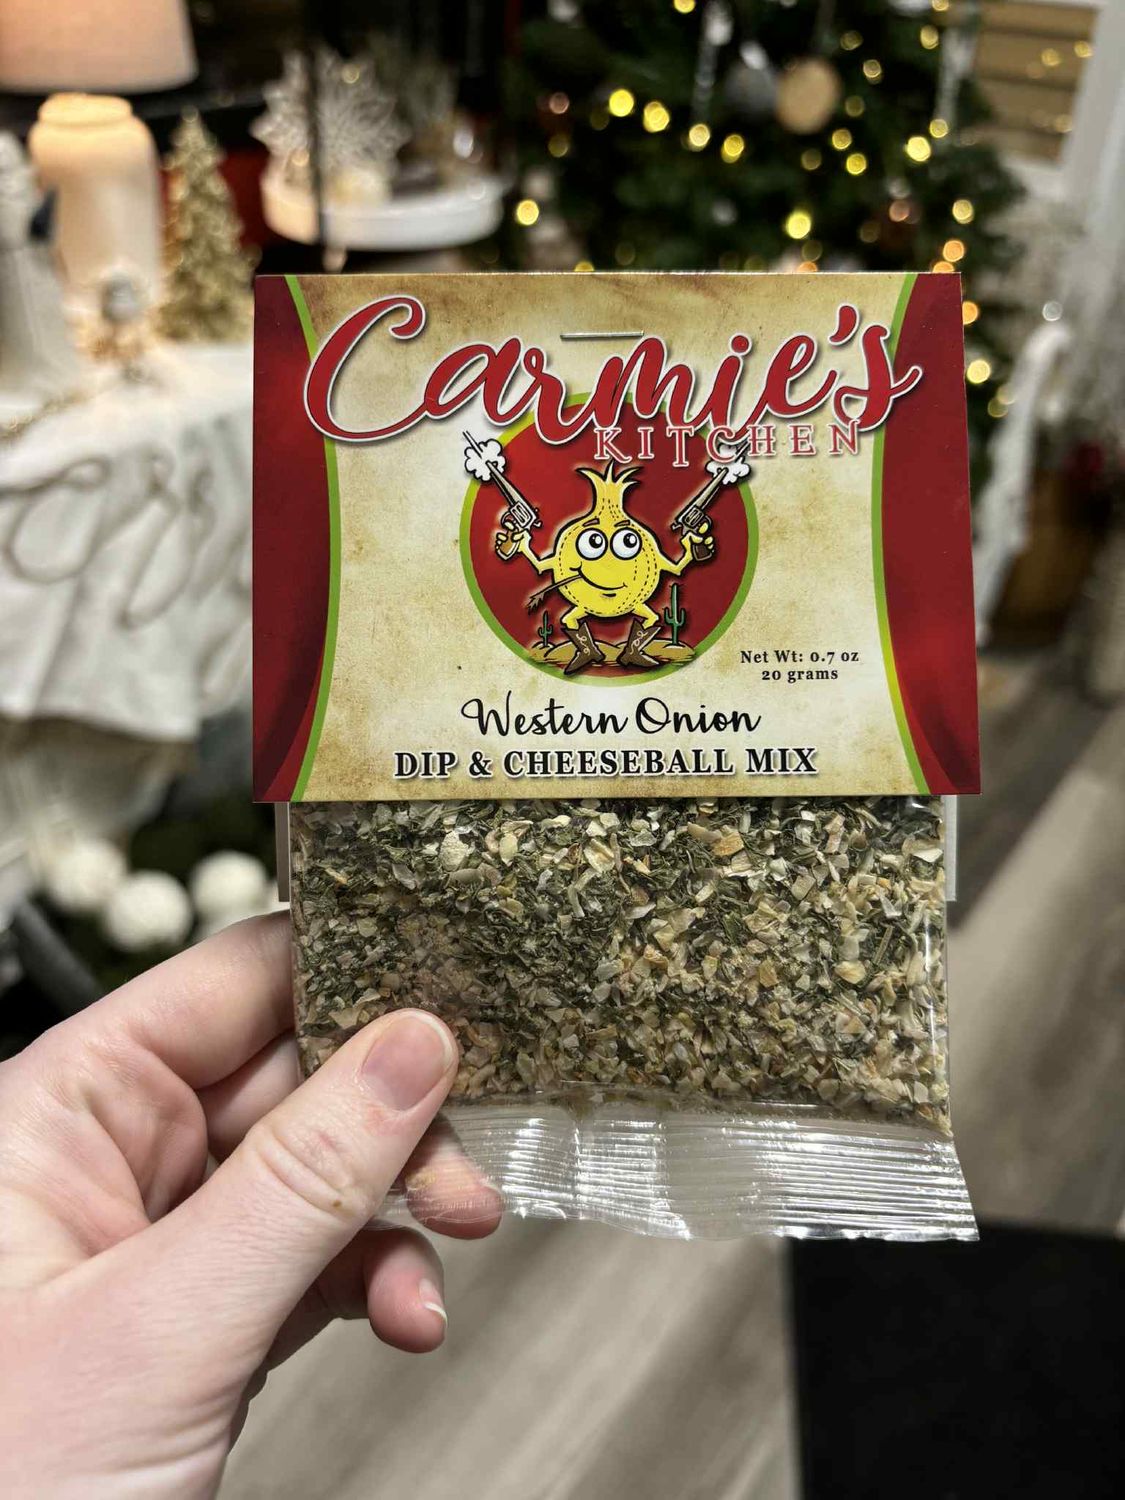 Carmie's
KITCHEN
Net Wt: 0.7 oz
20 grams
Western Onion
DIP & CHEESEBALL MIX